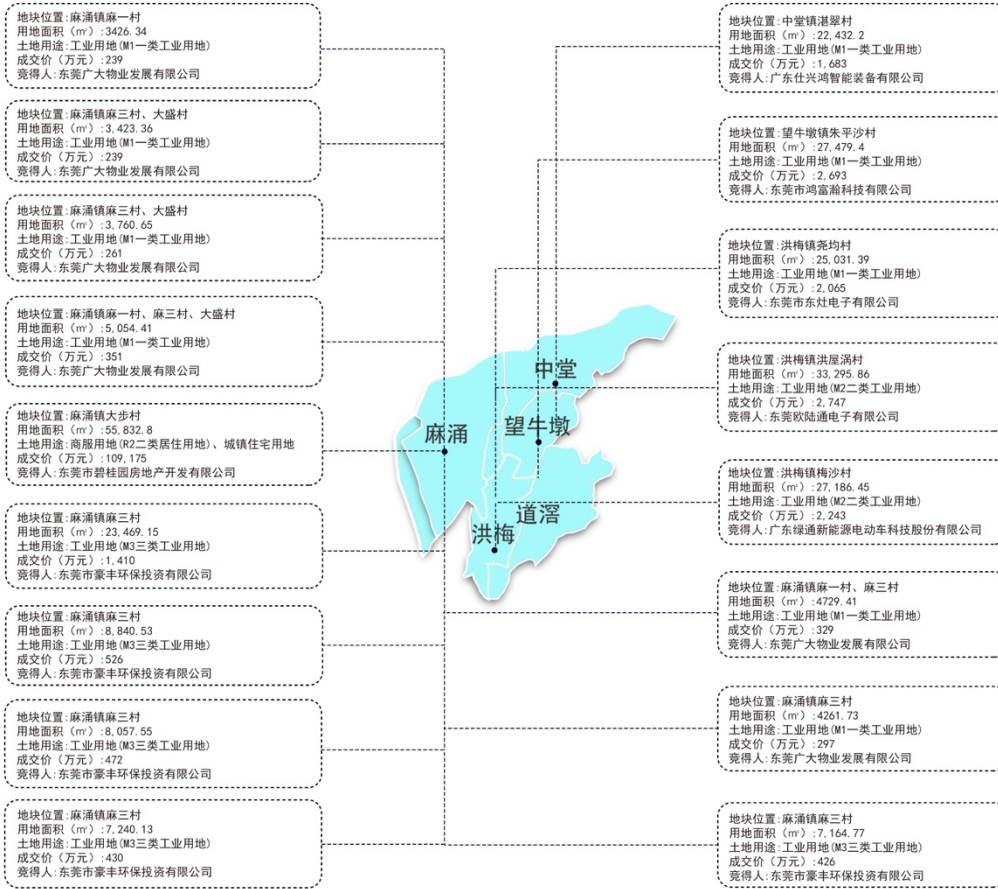 地块位置:麻涌镇麻一村
用地面积（㎡）:3426.34
土地用途:工业用地(M1一类工业用地)
成交价（万元）:239
竞得人:东莞广大物业发展有限公司
地块位置:麻涌镇麻三村、大盛村
用地面积（㎡）:3,423.36
土地用途:工业用地(M1一类工业用地)
成交价（万元）:239
竞得人:东莞广大物业发展有限公司
地块位置:麻涌镇麻三村、大盛村
用地面积（㎡）:3,760.65
土地用途:工业用地(M1一类工业用地)
成交价（万元）:261
竞得人:东莞广大物业发展有限公司
地块位置:麻涌镇麻一村、麻三村、大盛村
用地面积（㎡）:5,054.41
土地用途:工业用地(M1一类工业用地)
成交价（万元）:351
竞得人:东莞广大物业发展有限公司
地块位置:麻涌镇大步村
用地面积（㎡）:55,832.8
土地用途:商服用地(R2二类居住用地)、城镇住宅用地
成交价（万元）:109,175
竞得人:东莞市碧桂园房地产开发有限公司
地块位置:麻涌镇麻三村
用地面积（㎡）:23,469.15
土地用途:工业用地(M3三类工业用地)
成交价（万元）:1,410
竞得人:东莞市豪丰环保投资有限公司
地块位置:麻涌镇麻三村
用地面积（㎡）:8,840.53
土地用途:工业用地(M3三类工业用地)
成交价（万元）:526
竞得人:东莞市豪丰环保投资有限公司
地块位置:麻涌镇麻三村
用地面积（㎡）:8,057.55
土地用途:工业用地(M3三类工业用地)
成交价（万元）:472
竞得人:东莞市豪丰环保投资有限公司
地块位置:麻涌镇麻三村
用地面积（㎡）:7,240.13
土地用途:工业用地(M3三类工业用地)
成交价（万元）:430
竞得人:东莞市豪丰环保投资有限公司
中堂
麻涌
望牛墩
道滘
洪梅
地块位置:中堂镇湛翠村
用地面积（㎡）:22,432.2
土地用途:工业用地(M1一类工业用地)
成交价（万元）:1,683
竞得人:广东仕兴鸿智能装备有限公司
地块位置:望牛墩镇朱平沙村
用地面积（㎡）:27,479.4
土地用途:工业用地(M1一类工业用地)
成交价（万元）:2,693
竞得人:东莞市鸿富瀚科技有限公司
地块位置:洪梅镇尧均村
用地面积（㎡）:25,031.39
土地用途:工业用地(M1一类工业用地)
成交价（万元）:2,065
竞得人:东莞市东灶电子有限公司
地块位置:洪梅镇洪屋涡村
用地面积（㎡）:33,295.86
土地用途:工业用地(M2二类工业用地)
成交价（万元）:2,747
竞得人:东莞欧陆通电子有限公司
地块位置:洪梅镇梅沙村
用地面积（㎡）:27,186.45
土地用途:工业用地(M2二类工业用地)
成交价（万元）:2,243
竞得人:广东绿通新能源电动车科技股份有限公司
地块位置:麻涌镇麻一村、麻三村
用地面积（㎡）:4729.41
土地用途:工业用地(M1一类工业用地)
成交价（万元）:329
竞得人:东莞广大物业发展有限公司
地块位置:麻涌镇麻三村
用地面积（㎡）:4261.73
土地用途:工业用地(M1一类工业用地)
成交价（万元）:297
竞得人:东莞广大物业发展有限公司
地块位置:麻涌镇麻三村
用地面积（㎡）:7,164.77
土地用途:工业用地(M3三类工业用地)
成交价（万元）:426
竞得人:东莞市豪丰环保投资有限公司